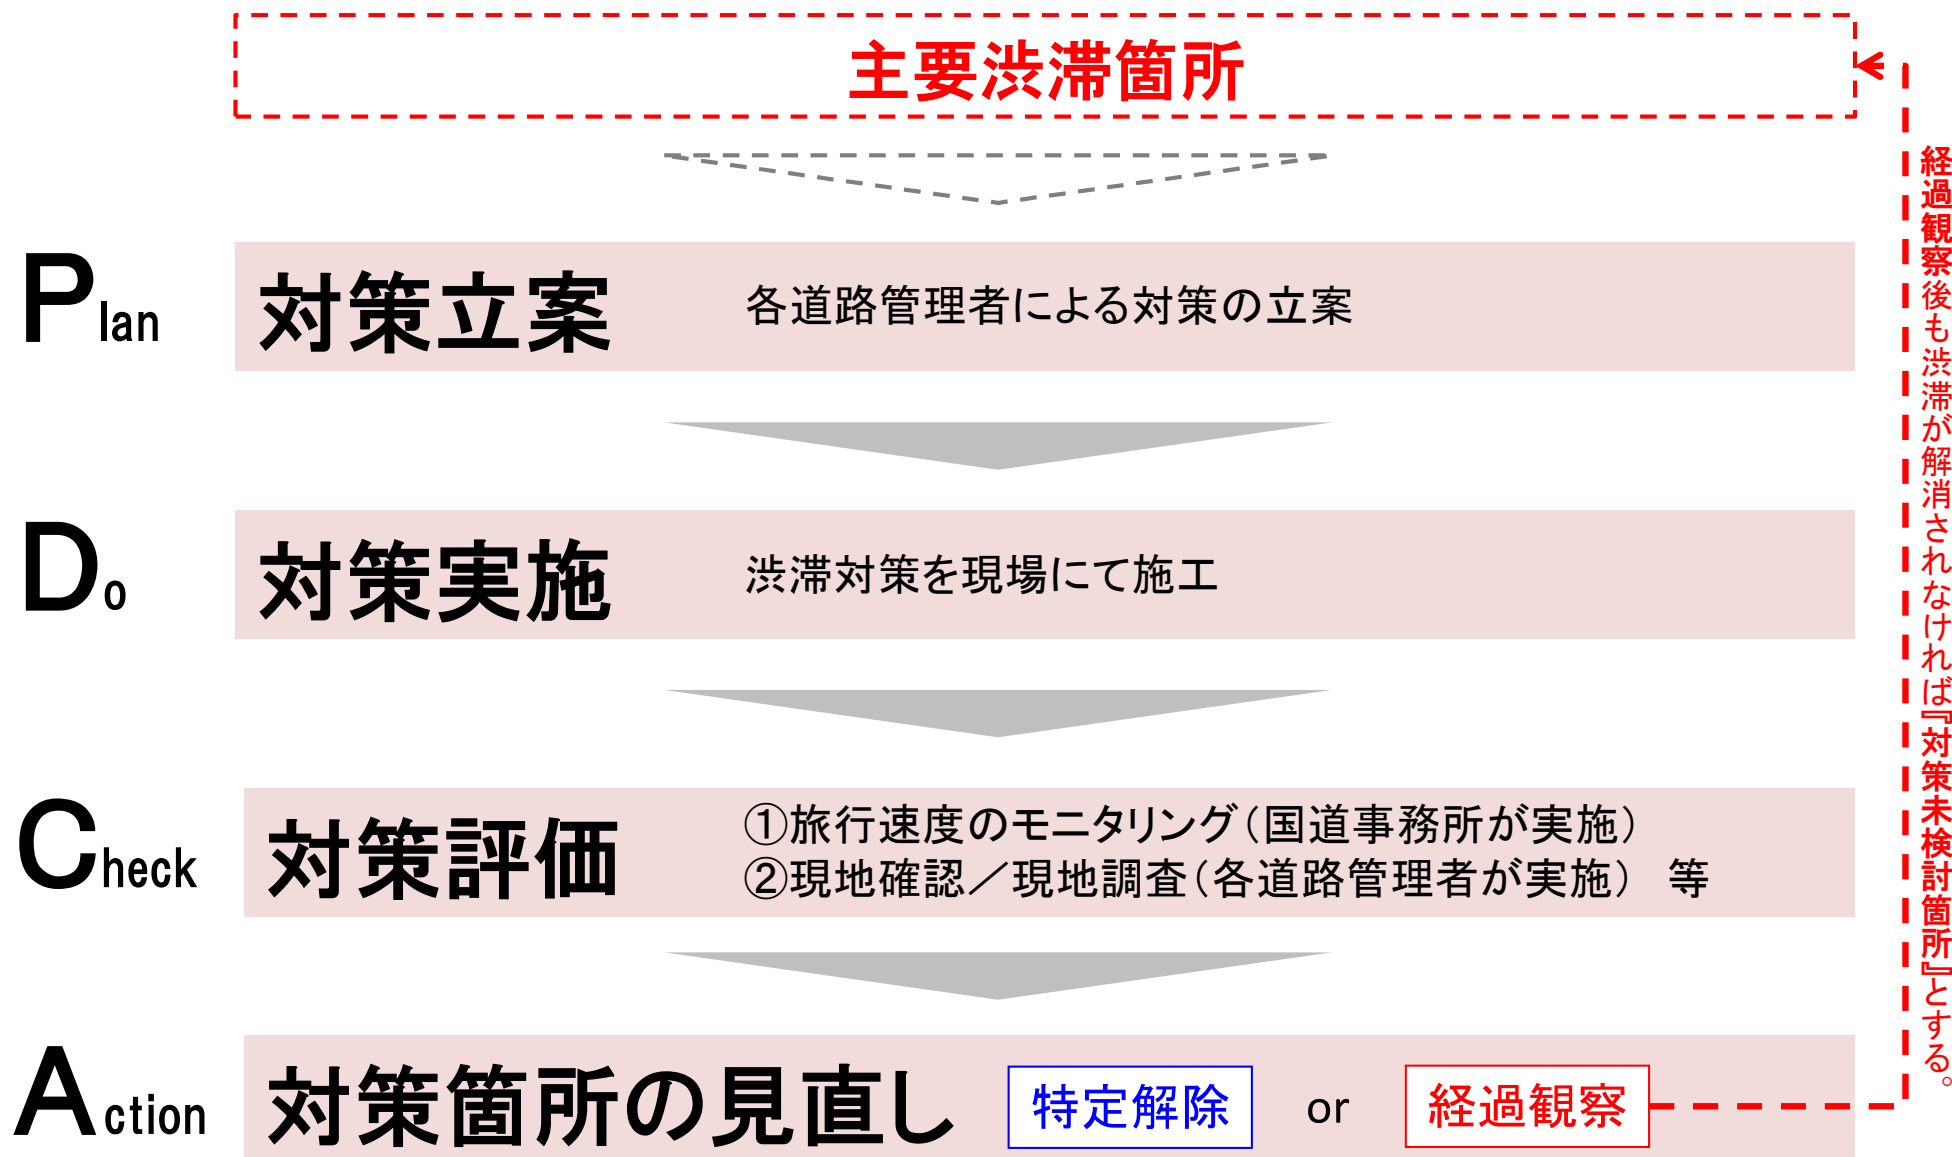 主要渋滞箇所
Plan
対策立案
各道路管理者による対策の立案
Do
対策実施
渋滞対策を現場にて施工
Check
対策評価
①旅行速度のモニタリング（国道事務所が実施）
②現地確認／現地調査（各道路管理者が実施）　等
Action
対策箇所の見直し
特定解除
or
経過観察
経過観察後も渋滞が解消されなければ『対策未検討箇所』とする。